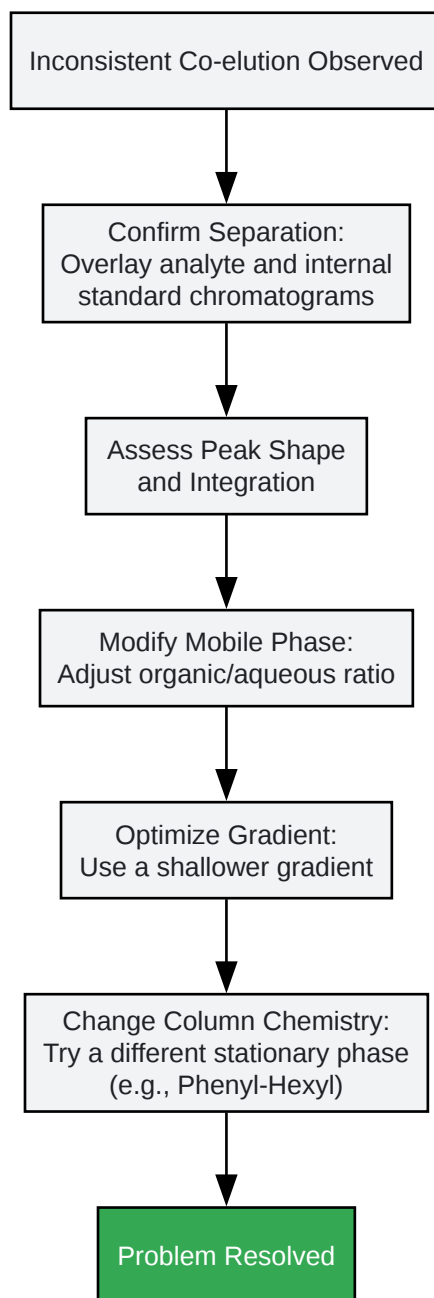 Inconsistent Co-elution Observed
Confirm Separation:
Overlay analyte and internal
standard chromatograms
Assess Peak Shape
and Integration
Modify Mobile Phase:
Adjust organic/aqueous ratio
Optimize Gradient:
Use a shallower gradient
Change Column Chemistry:
Try a different stationary phase
(e.g., Phenyl-Hexyl)
Problem Resolved